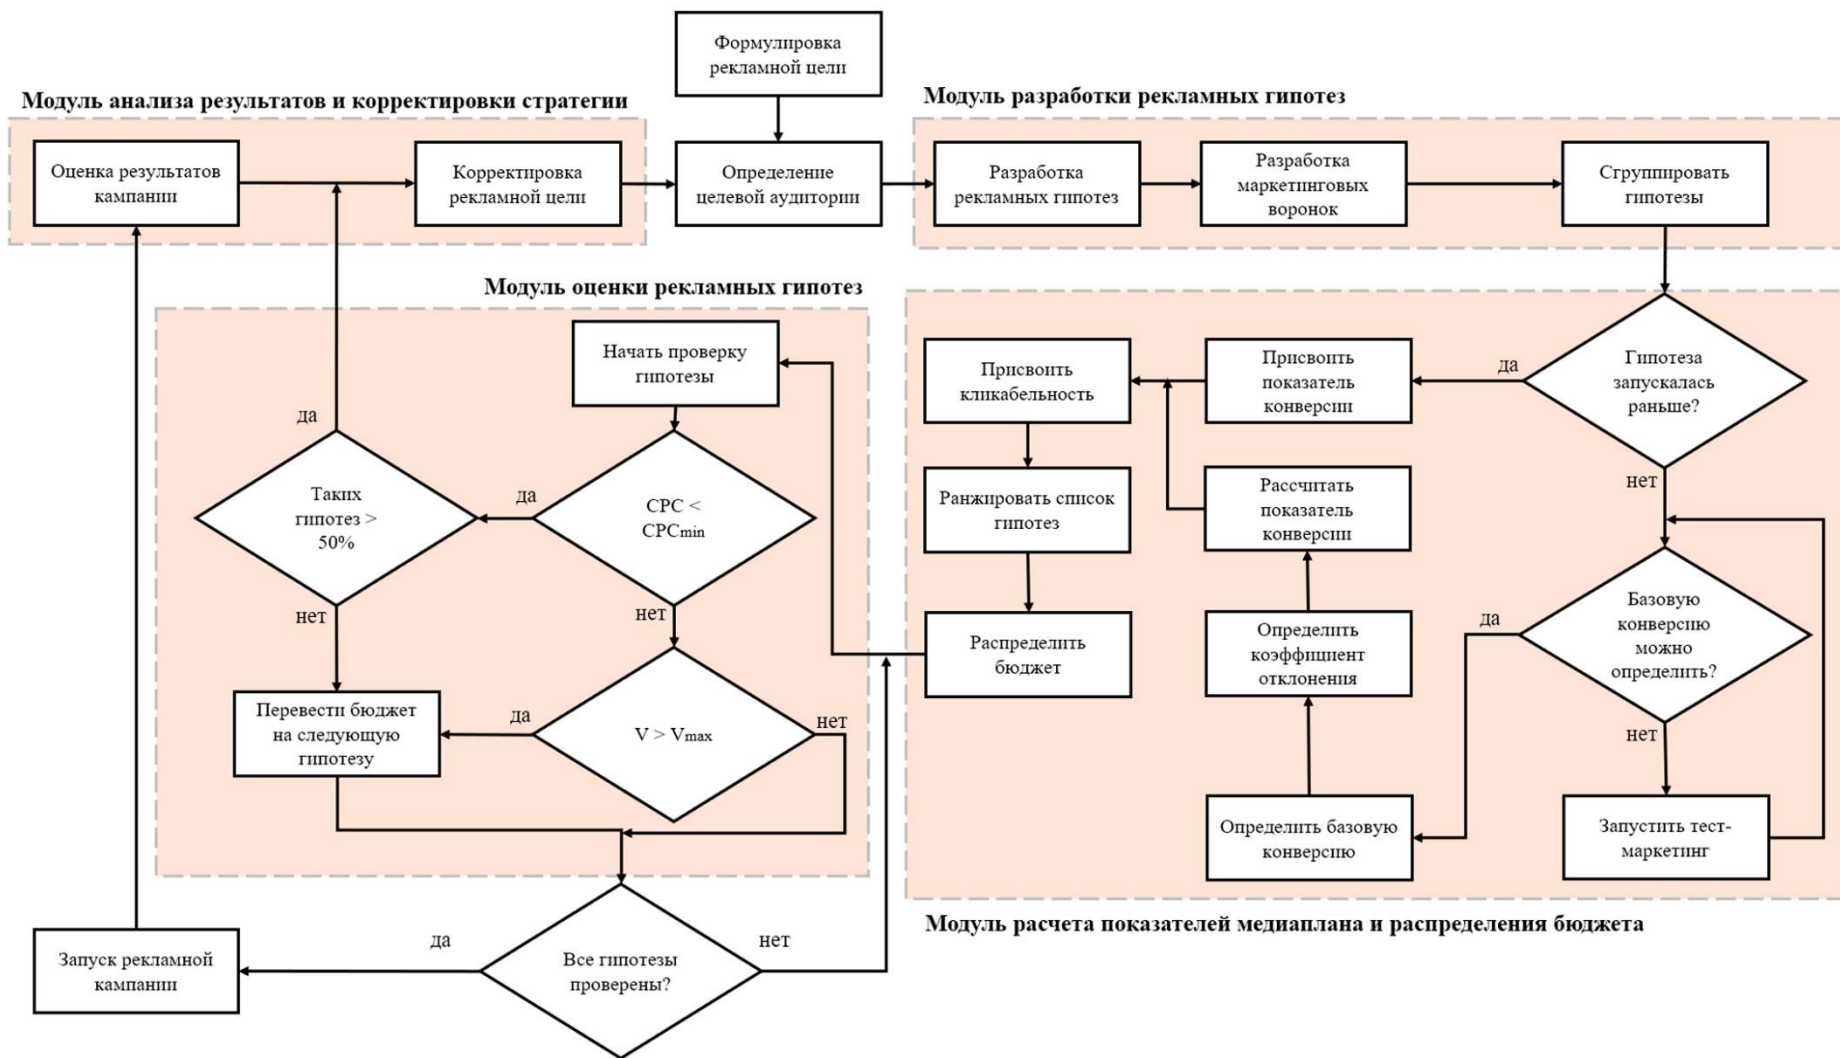 Формулировка
рекламной цели
Модуль анализа результатов и корректировки стратегии
Модуль разработки рекламных гипотез
Оценка результатов
кампании
Корректировка
рекламной цели
Определение
целевой аудитории
Разработка
рекламных гипотез
Разработка
маркетинговых
воронок
Сгруппировать
гипотезы
Модуль оценки рекламных гипотез
Начать проверку
гипотезы
да
Таких
гипотез >
50%
да
CPC <
CPCmin
нет
нет
Перевести бюджет
на следующую
гипотезу
да
V > Vmax
нет
Присвоить
кликабельность
Присвоить
показатель
конверсии
да
Гипотеза
запускалась
раньше?
нет
Ранжировать список
гипотез
Рассчитать
показатель
конверсии
Распределить
бюджет
Определить
коэффициент
отклонения
да
Базовую
конверсию
можно
определить?
нет
Определить базовую
конверсию
Запустить тест-
маркетинг
Модуль расчета показателей медиаплана и распределения бюджета
Запуск рекламной
кампании
да
Все гипотезы
проверены?
нет